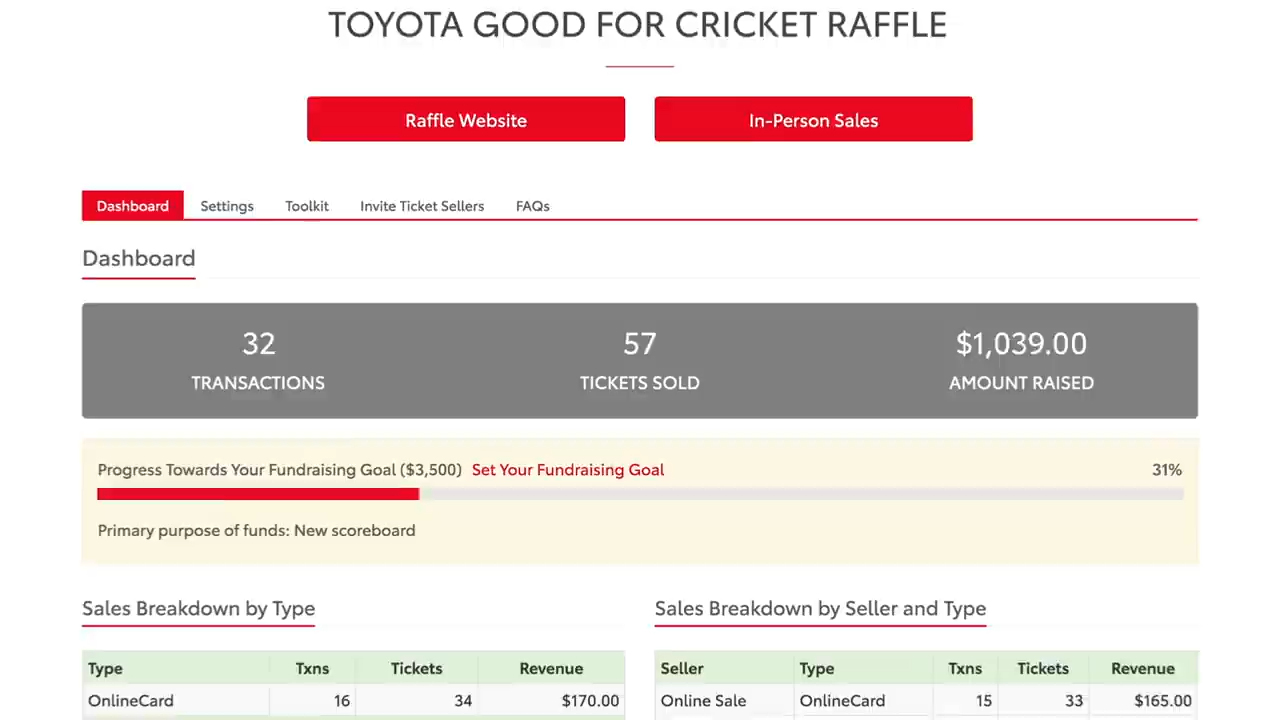 TOYOTA GOOD FOR CRICKET RAFFLE
Raffle Website In-Person Sales
Dashboard Settings Toolkit Invite Ticket Sellers FAQs
Dashboard
32 57 $1,039.00
TRANSACTIONS TICKETS SOLD AMOUNT RAISED
Progress Towards Your Fundraising Goal ($3,500) Set Your Fundraising Goal 31%
Primary purpose of funds: New scoreboard
Sales Breakdown by Type
Type Txns Tickets Revenue
OnlineCard 16 34 $170.00
Sales Breakdown by Seller and Type
Seller Type Txns Tickets Revenue
Online Sale OnlineCard 15 33 $165.00